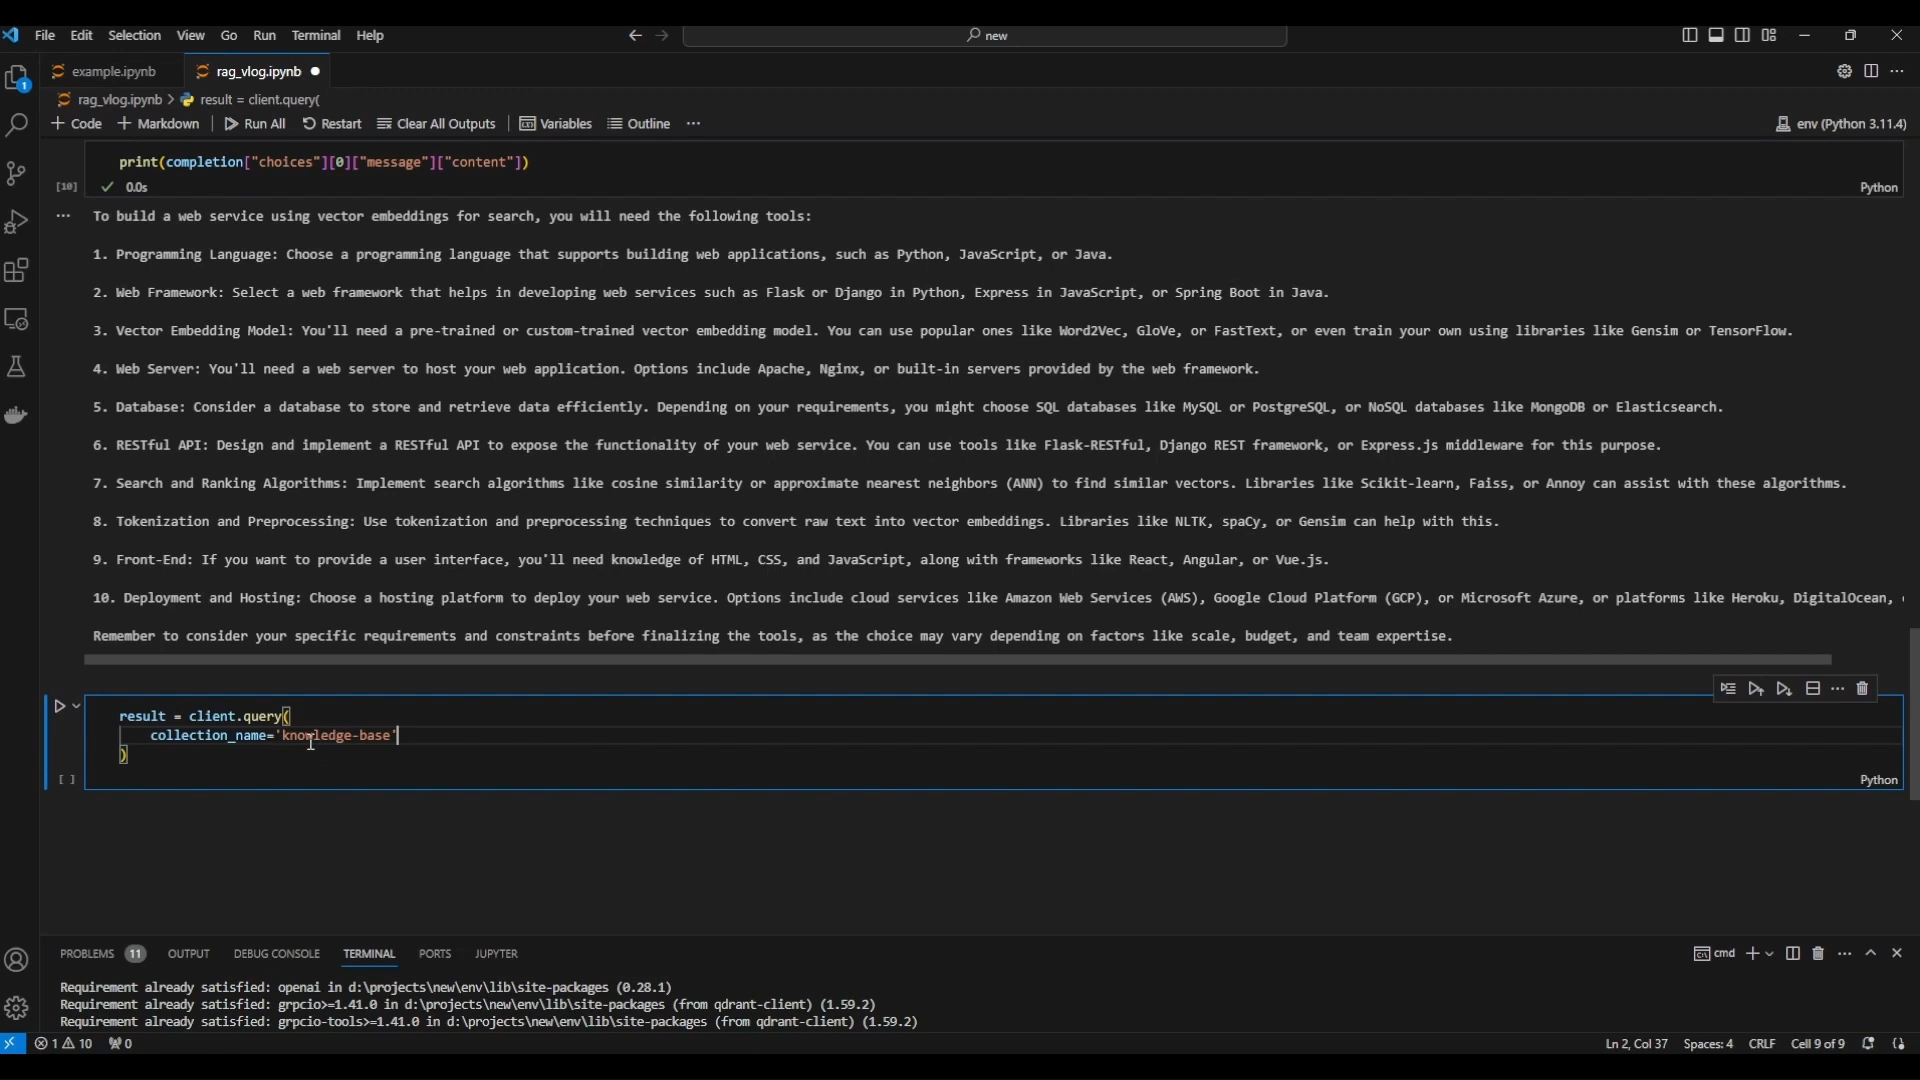 File Edit Selection View Go Run Terminal Help
new
example.ipynb
rag_vlog.ipynb
rag_vlog.ipynb > result = client.query(
+ Code + Markdown Run All Restart Clear All Outputs Variables Outline ...
env (Python 3.11.4)
print(completion["choices"][0]["message"]["content"])
[10] ✓ 0.0s
Python
... To build a web service using vector embeddings for search, you will need the following tools:
1. Programming Language: Choose a programming language that supports building web applications, such as Python, JavaScript, or Java.
2. Web Framework: Select a web framework that helps in developing web services such as Flask or Django in Python, Express in JavaScript, or Spring Boot in Java.
3. Vector Embedding Model: You'll need a pre-trained or custom-trained vector embedding model. You can use popular ones like Word2Vec, GloVe, or FastText, or even train your own using libraries like Gensim or TensorFlow.
4. Web Server: You'll need a web server to host your web application. Options include Apache, Nginx, or built-in servers provided by the web framework.
5. Database: Consider a database to store and retrieve data efficiently. Depending on your requirements, you might choose SQL databases like MySQL or PostgreSQL, or NoSQL databases like MongoDB or Elasticsearch.
6. RESTful API: Design and implement a RESTful API to expose the functionality of your web service. You can use tools like Flask-RESTful, Django REST framework, or Express.js middleware for this purpose.
7. Search and Ranking Algorithms: Implement search algorithms like cosine similarity or approximate nearest neighbors (ANN) to find similar vectors. Libraries like Scikit-learn, Faiss, or Annoy can assist with these algorithms.
8. Tokenization and Preprocessing: Use tokenization and preprocessing techniques to convert raw text into vector embeddings. Libraries like NLTK, spaCy, or Gensim can help with this.
9. Front-End: If you want to provide a user interface, you'll need knowledge of HTML, CSS, and JavaScript, along with frameworks like React, Angular, or Vue.js.
10. Deployment and Hosting: Choose a hosting platform to deploy your web service. Options include cloud services like Amazon Web Services (AWS), Google Cloud Platform (GCP), or Microsoft Azure, or platforms like Heroku, DigitalOcean,
Remember to consider your specific requirements and constraints before finalizing the tools, as the choice may vary depending on factors like scale, budget, and team expertise.
result = client.query(
collection_name='knowledge-base'
)
[ ]
Python
PROBLEMS 11 OUTPUT DEBUG CONSOLE TERMINAL PORTS JUPYTER
cmd
Requirement already satisfied: openai in d:\projects\new\env\lib\site-packages (0.28.1)
Requirement already satisfied: grpcio>=1.41.0 in d:\projects\new\env\lib\site-packages (from qdrant-client) (1.59.2)
Requirement already satisfied: grpcio-tools>=1.41.0 in d:\projects\new\env\lib\site-packages (from qdrant-client) (1.59.2)
1 10 0
Ln 2, Col 37 Spaces: 4 CRLF Cell 9 of 9